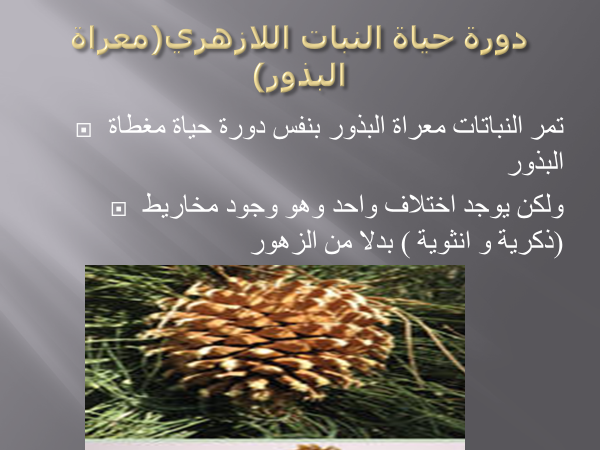 دورة حياة النبات اللازهري(معراة
البذور)
تمر النباتات معراة البذور بنفس دورة حياة مغطاة
البذور
ولكن يوجد اختلاف واحد وهو وجود مخاريط
(ذكرية و انثوية ) بدلا من الزهور